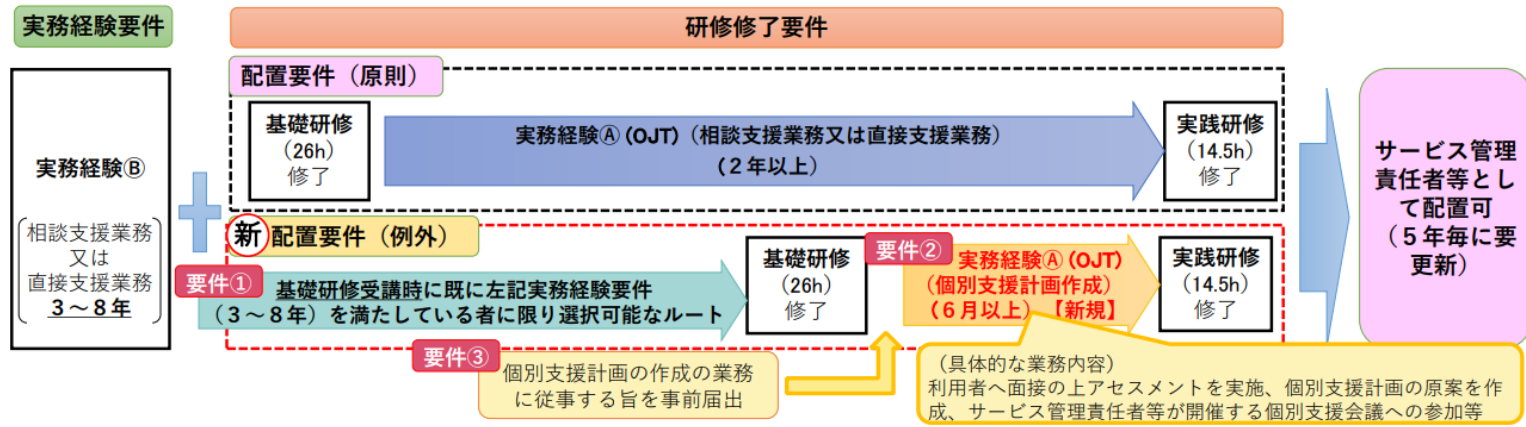 実務経験要件
研修修了要件
実務経験Ⓑ
相談支援業務
又は
直接支援業務
３～８年
配置要件（原則）
基礎研修
（26h）
修了
実務経験Ⓐ(OJT)（相談支援業務又は直接支援業務）
（２年以上）
実践研修
（14.5h）
修了
新
配置要件（例外）
要件①
基礎研修受講時に既に左記実務経験要件
（３～８年）を満たしている者に限り選択可能なルート
基礎研修
（26h）
修了
要件②
実務経験Ⓐ(OJT)
（個別支援計画作成）
（６月以上）【新規】
実践研修
（14.5h）
修了
要件③
個別支援計画の作成の業務
に従事する旨を事前届出
（具体的な業務内容）
利用者へ面接の上アセスメントを実施、個別支援計画の原案を作
成、サービス管理責任者等が開催する個別支援会議への参加等
サービス管理
責任者等とし
て配置可
（５年毎に要
更新）